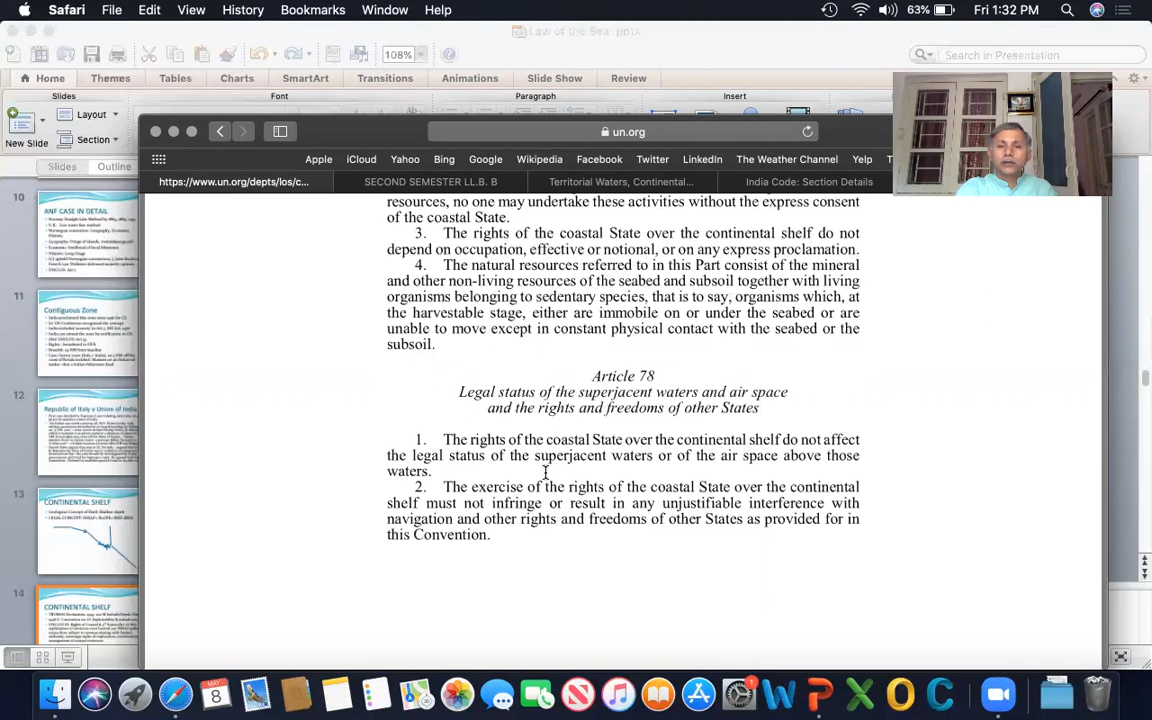 Safari File Edit View History Bookmarks Window Help 63% Fri 1:32 PM
Law of the Sea.pptx
108% Search in Presentation
Home Themes Tables Charts SmartArt Transitions Animations Slide Show Review
Slides Font Paragraph Insert
New Slide Layout Section
un.org
Apple iCloud Yahoo Bing Google Wikipedia Facebook Twitter LinkedIn The Weather Channel Yelp
Slides Outline
https://www.un.org/depts/los/c... SECOND SEMESTER LL.B. B Territorial Waters, Continental... India Code: Section Details
resources, no one may undertake these activities without the express consent
of the coastal State.
3. The rights of the coastal State over the continental shelf do not
depend on occupation, effective or notional, or on any express proclamation.
4. The natural resources referred to in this Part consist of the mineral
and other non-living resources of the seabed and subsoil together with living
organisms belonging to sedentary species, that is to say, organisms which, at
the harvestable stage, either are immobile on or under the seabed or are
unable to move except in constant physical contact with the seabed or the
subsoil.
Article 78
Legal status of the superjacent waters and air space
and the rights and freedoms of other States
1. The rights of the coastal State over the continental shelf do not affect
the legal status of the superjacent waters or of the air space above those
waters.
2. The exercise of the rights of the coastal State over the continental
shelf must not infringe or result in any unjustifiable interference with
navigation and other rights and freedoms of other States as provided for in
this Convention.
10
ANF CASE IN DETAIL
11
Contiguous Zone
12
Republic of Italy v Union of India
13
CONTINENTAL SHELF
14
CONTINENTAL SHELF
MAY
8
1